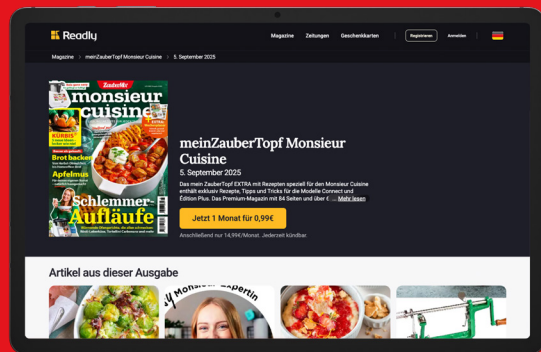 Readly
Magazine Zeitungen Geschenkkarten Registrieren Anmelden
Magazine > meinZauberTopf Monsieur Cuisine > 5. September 2025
ZauberTopf
monsieur
cuisine
KÜRBIS
Brot backen
Apfelmus
Schlemmer-
Aufläufe
meinZauberTopf Monsieur
Cuisine
5. September 2025
Das mein ZauberTopf EXTRA mit Rezepten speziell für den Monsieur Cuisine
enthält exklusiv Rezepte, Tipps und Tricks für die Modelle Connect und
Édition Plus. Das Premium-Magazin mit 84 Seiten und über 6 ... Mehr lesen
Jetzt 1 Monat für 0,99€
Anschließend nur 14,99€/Monat. Jederzeit kündbar.
Artikel aus dieser Ausgabe
Monsieur-Expertin